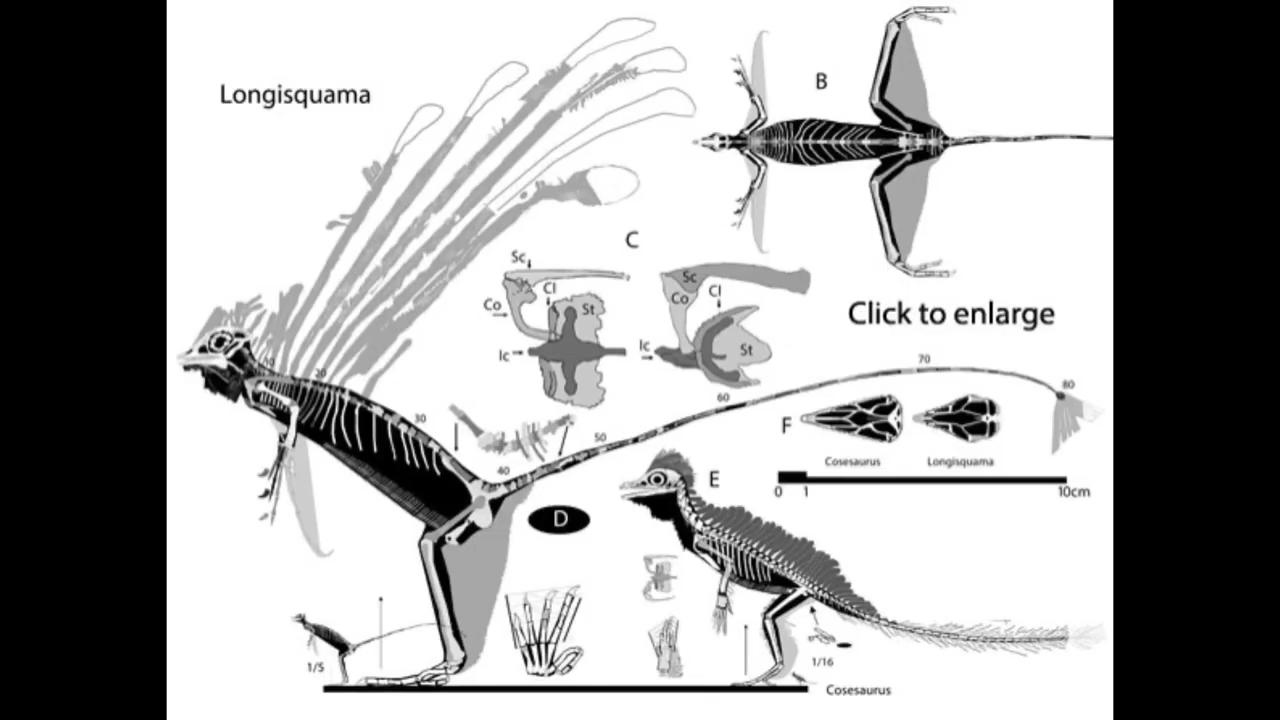 Longisquama
B
C
Sc
Co
Cl
St
Ic
Sc
Co
Cl
St
Ic
Click to enlarge
10
20
30
40
50
60
70
80
F
Cosesaurus
Longisquama
0 1 10cm
D
E
1/5
1/16
Cosesaurus